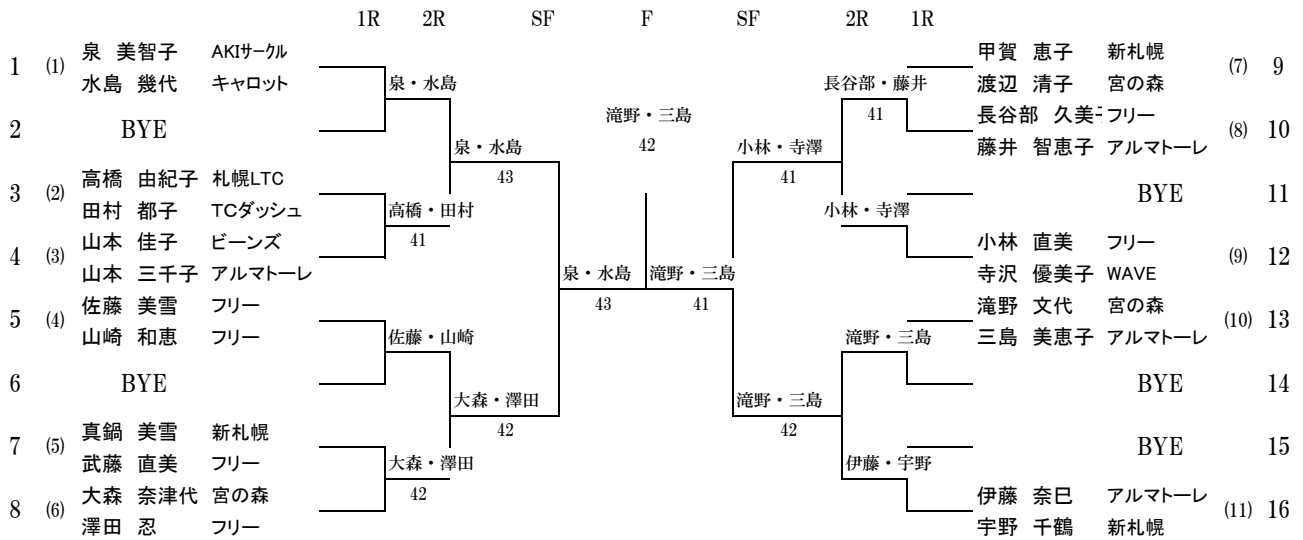 1R 2R SF F SF 2R 1R
1 (1) 泉 美智子 AKIサークル
水島 幾代 キャロット
泉・水島
2 BYE
泉・水島
43
3 (2) 高橋 由紀子 札幌LTC
田村 都子 TCダッシュ
高橋・田村
41
4 (3) 山本 佳子 ビーンズ
山本 三千子 アルマトーレ
泉・水島
43
5 (4) 佐藤 美雪 フリー
山崎 和恵 フリー
佐藤・山崎
6 BYE
大森・澤田
42
7 (5) 真鍋 美雪 新札幌
武藤 直美 フリー
大森・澤田
42
8 (6) 大森 奈津代 宮の森
澤田 忍 フリー
滝野・三島
42
甲賀 恵子 新札幌 (7) 9
渡辺 清子 宮の森
長谷部・藤井
41
長谷部 久美 フリー (8) 10
藤井 智恵子 アルマトーレ
小林・寺澤
41
BYE 11
小林・寺澤
小林 直美 フリー (9) 12
寺沢 優美子 WAVE
滝野・三島
41
滝野 文代 宮の森 (10) 13
三島 美恵子 アルマトーレ
滝野・三島
BYE 14
滝野・三島
42
BYE 15
伊藤・宇野
伊藤 奈巳 アルマトーレ (11) 16
宇野 千鶴 新札幌